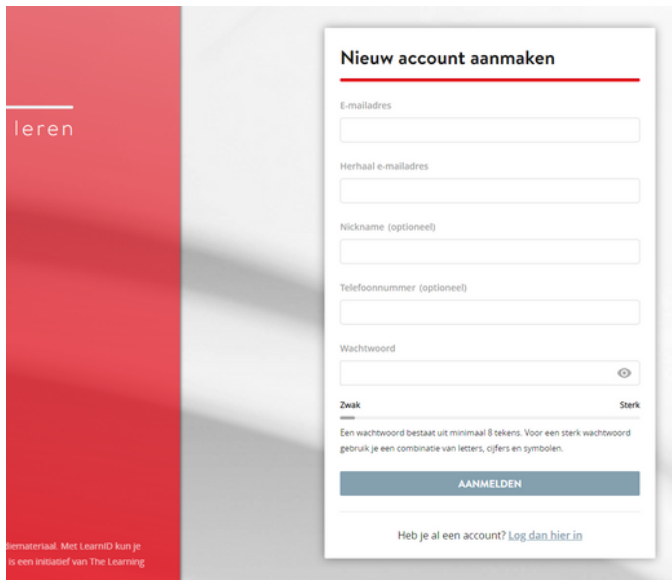 leren
diemateriaal. Met LearnID kun je
is een initiatief van The Learning
Nieuw account aanmaken
E-mailadres
Herhaal e-mailadres
Nickname (optioneel)
Telefoonnummer (optioneel)
Wachtwoord
Zwak Sterk
Een wachtwoord bestaat uit minimaal 8 tekens. Voor een sterk wachtwoord
gebruik je een combinatie van letters, cijfers en symbolen.
AANMELDEN
Heb je al een account? Log dan hier in